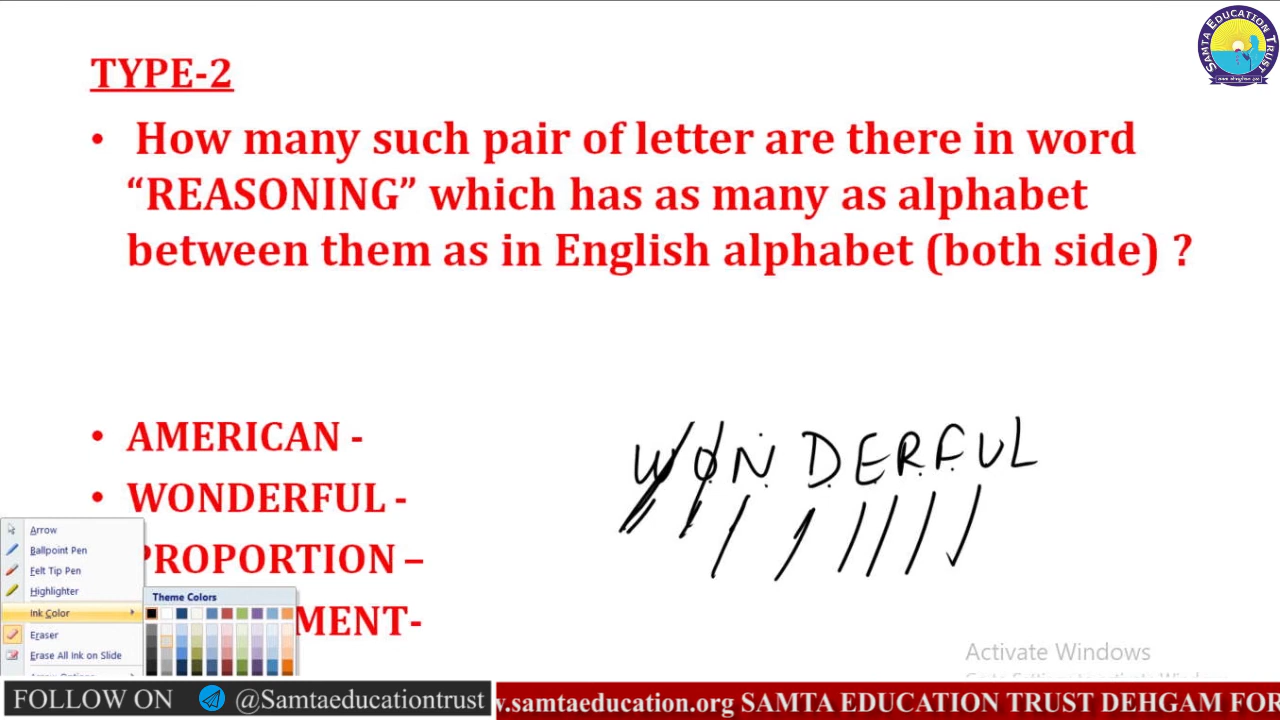 SAMTA EDUCATION TRUST
TYPE-2
• How many such pair of letter are there in word
“REASONING” which has as many as alphabet
between them as in English alphabet (both side) ?
• AMERICAN -
WONDERFUL
• WONDERFUL -
Arrow
Ballpoint Pen
PROPORTION –
Felt Tip Pen
Highlighter
Theme Colors
Ink Color
MENT-
Eraser
Erase All Ink on Slide
Activate Windows
FOLLOW ON @Samtaeducationtrust
w.samtaeducation.org SAMTA EDUCATION TRUST DEHGAM FOR